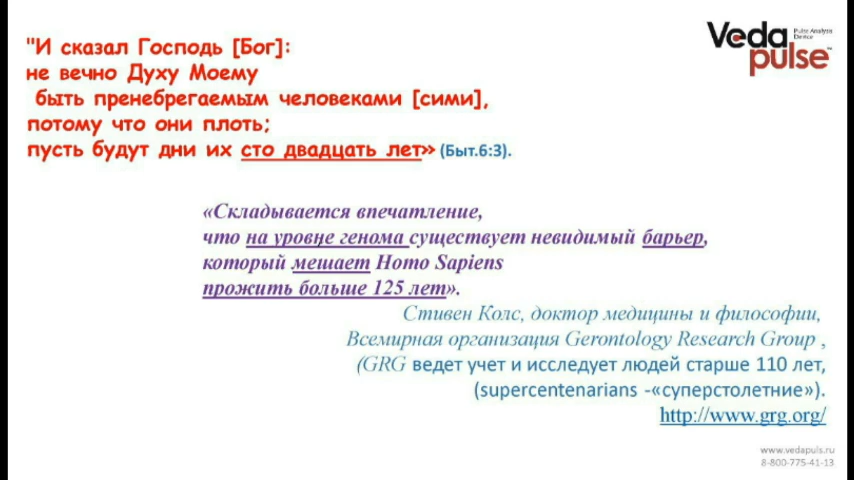 "И сказал Господь [Бог]:
не вечно Духу Моему
быть пренебрегаемым человеками [сими],
потому что они плоть;
пусть будут дни их сто двадцать лет» (Быт.6:3).
Veda
pulse™
Pulse Analysis
Device
«Складывается впечатление,
что на уровне генома существует невидимый барьер,
который мешает Homo Sapiens
прожить больше 125 лет».
Стивен Колс, доктор медицины и философии,
Всемирная организация Gerontology Research Group ,
(GRG ведет учет и исследует людей старше 110 лет,
(supercentenarians -«суперстолетние»).
http://www.grg.org/
www.vedapuls.ru
8-800-775-41-13